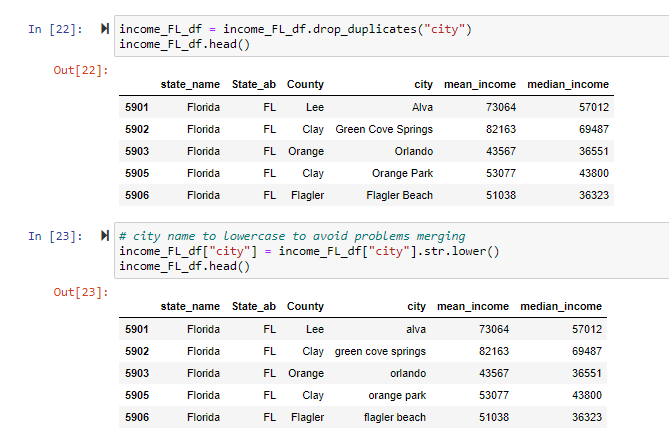 In [22]: income_FL_df = income_FL_df.drop_duplicates("city")
income_FL_df.head()
Out[22]:
state_name State_ab County city mean_income median_income
5901 Florida FL Lee Alva 73064 57012
5902 Florida FL Clay Green Cove Springs 82163 69487
5903 Florida FL Orange Orlando 43567 36551
5905 Florida FL Clay Orange Park 53077 43800
5906 Florida FL Flagler Flagler Beach 51038 36323
In [23]: # city name to lowercase to avoid problems merging
income_FL_df["city"] = income_FL_df["city"].str.lower()
income_FL_df.head()
Out[23]:
state_name State_ab County city mean_income median_income
5901 Florida FL Lee alva 73064 57012
5902 Florida FL Clay green cove springs 82163 69487
5903 Florida FL Orange orlando 43567 36551
5905 Florida FL Clay orange park 53077 43800
5906 Florida FL Flagler flagler beach 51038 36323